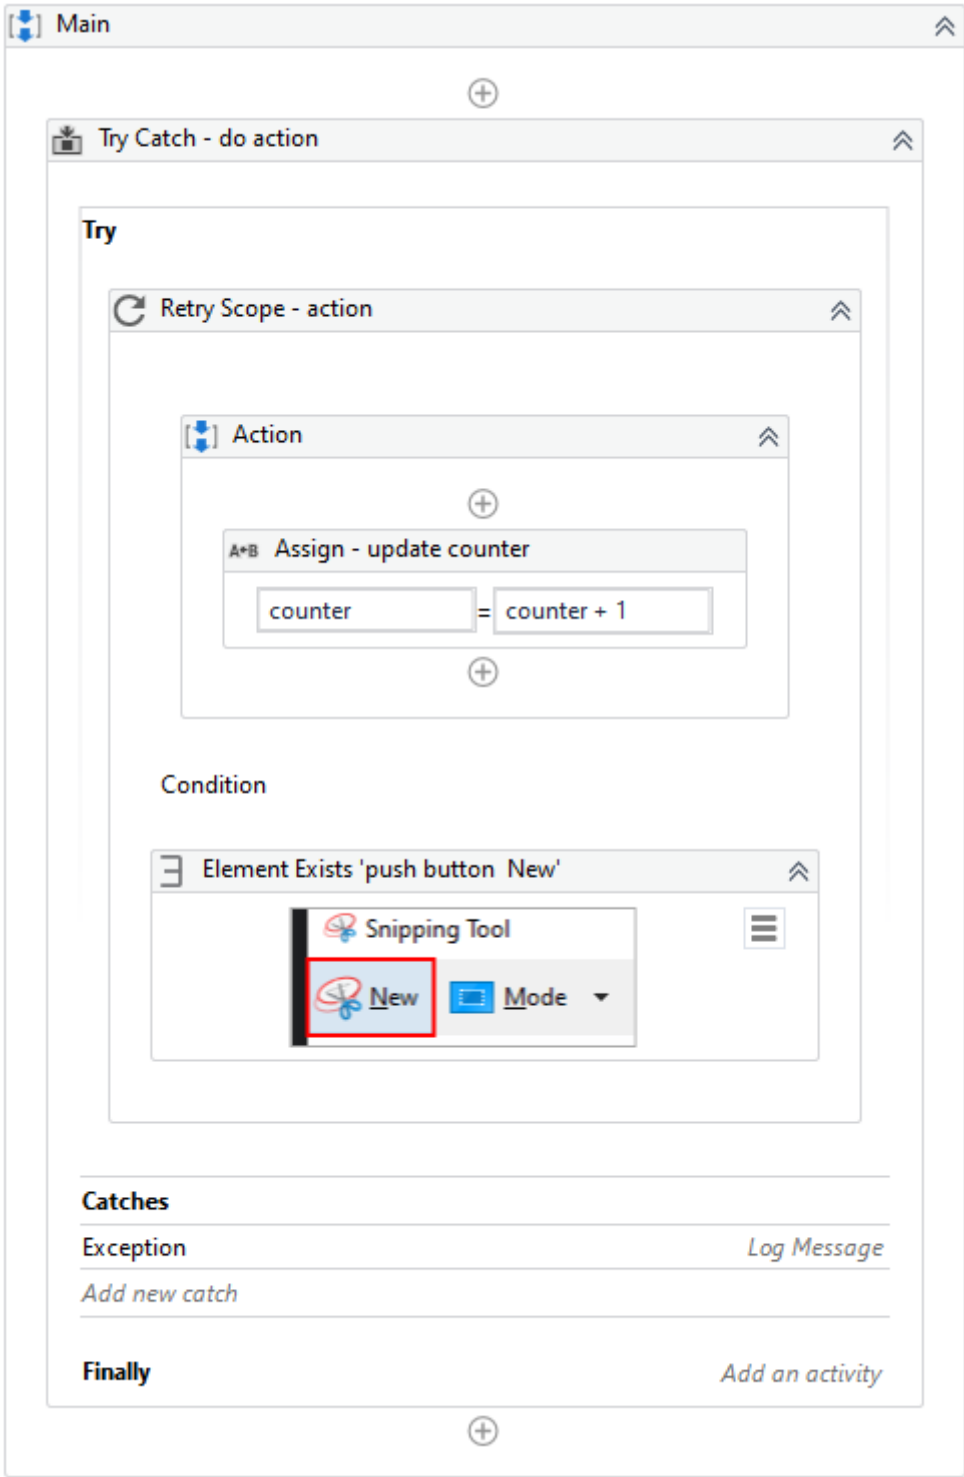 Main
Try Catch - do action
Try
Retry Scope - action
Action
A+B Assign - update counter
counter = counter + 1
Condition
Element Exists 'push button  New'
Snipping Tool
New Mode
Catches
Exception Log Message
Add new catch
Finally Add an activity